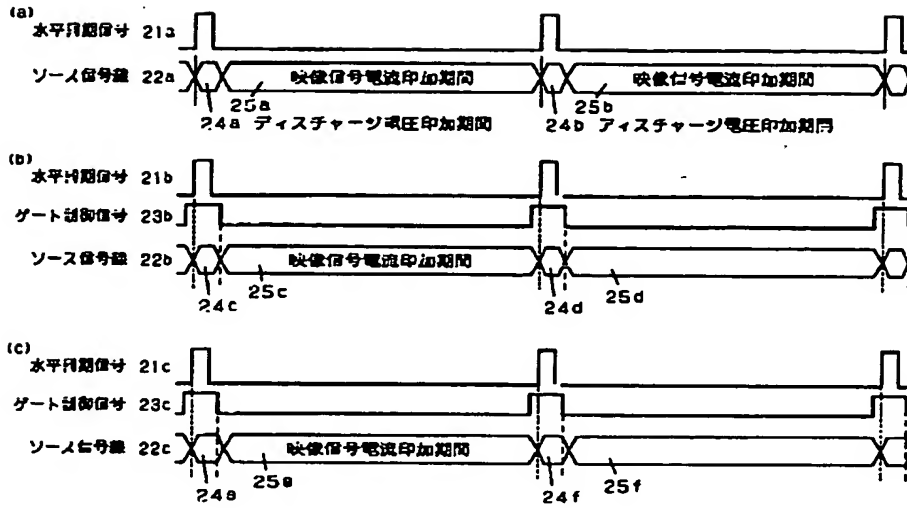 (a)
水平同期信号 21a
ソース信号線 22a 映像信号電流印加期間 映像信号電流印加期間
25a 25b
24a ディスチャージ電圧印加期間 24b ディスチャージ電圧印加期間
(b)
水平同期信号 21b
ゲート制御信号 23b
ソース信号線 22b 映像信号電流印加期間
24c 25c 24d 25d
(c)
水平同期信号 21c
ゲート制御信号 23c
ソース信号線 22c 映像信号電流印加期間
24a 25e 24f 25f